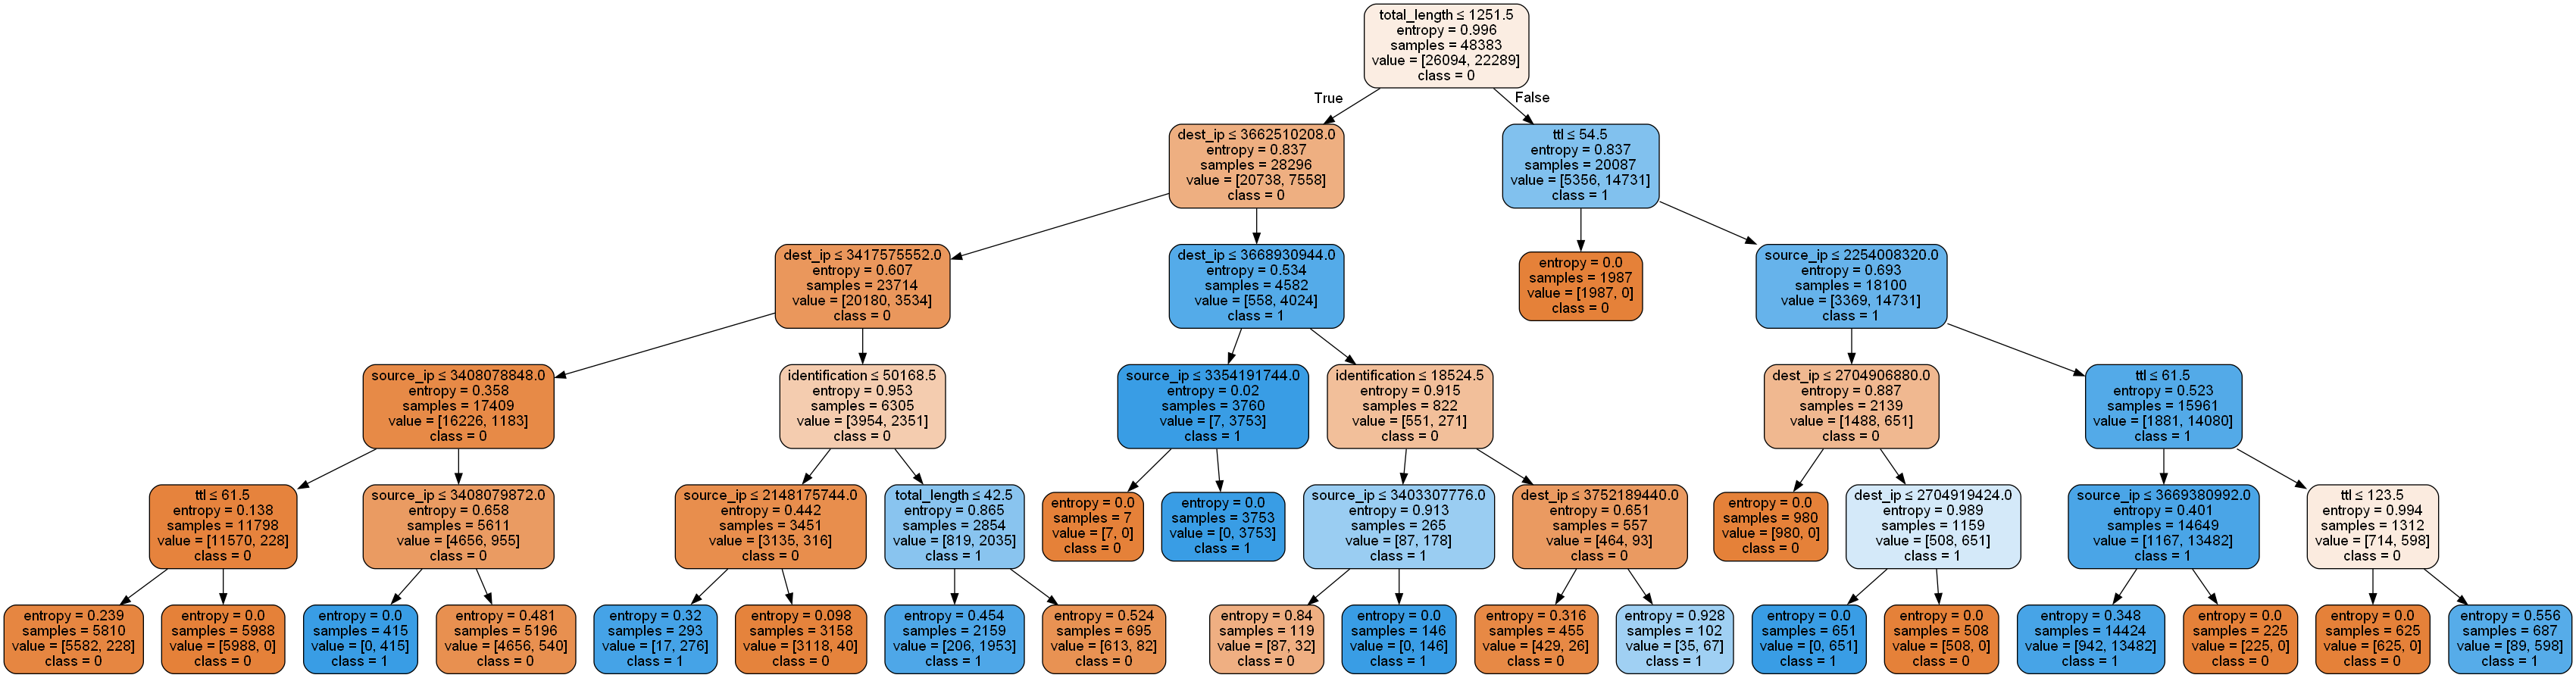 total_length ≤ 1251.5
entropy = 0.996
samples = 48383
value = [26094, 22289]
class = 0
True
False
dest_ip ≤ 3662510208.0
entropy = 0.837
samples = 28296
value = [20738, 7558]
class = 0
ttl ≤ 54.5
entropy = 0.837
samples = 20087
value = [5356, 14731]
class = 1
dest_ip ≤ 3417575552.0
entropy = 0.607
samples = 23714
value = [20180, 3534]
class = 0
dest_ip ≤ 3668930944.0
entropy = 0.534
samples = 4582
value = [558, 4024]
class = 1
entropy = 0.0
samples = 1987
value = [1987, 0]
class = 0
source_ip ≤ 2254008320.0
entropy = 0.693
samples = 18100
value = [3369, 14731]
class = 1
source_ip ≤ 3408078848.0
entropy = 0.358
samples = 17409
value = [16226, 1183]
class = 0
identification ≤ 50168.5
entropy = 0.953
samples = 6305
value = [3954, 2351]
class = 0
source_ip ≤ 3354191744.0
entropy = 0.02
samples = 3760
value = [7, 3753]
class = 1
identification ≤ 18524.5
entropy = 0.915
samples = 822
value = [551, 271]
class = 0
dest_ip ≤ 2704906880.0
entropy = 0.887
samples = 2139
value = [1488, 651]
class = 0
ttl ≤ 61.5
entropy = 0.523
samples = 15961
value = [1881, 14080]
class = 1
ttl ≤ 61.5
entropy = 0.138
samples = 11798
value = [11570, 228]
class = 0
source_ip ≤ 3408079872.0
entropy = 0.658
samples = 5611
value = [4656, 955]
class = 0
source_ip ≤ 2148175744.0
entropy = 0.442
samples = 3451
value = [3135, 316]
class = 0
total_length ≤ 42.5
entropy = 0.865
samples = 2854
value = [819, 2035]
class = 1
entropy = 0.0
samples = 7
value = [7, 0]
class = 0
entropy = 0.0
samples = 3753
value = [0, 3753]
class = 1
source_ip ≤ 3403307776.0
entropy = 0.913
samples = 265
value = [87, 178]
class = 1
dest_ip ≤ 3752189440.0
entropy = 0.651
samples = 557
value = [464, 93]
class = 0
entropy = 0.0
samples = 980
value = [980, 0]
class = 0
dest_ip ≤ 2704919424.0
entropy = 0.989
samples = 1159
value = [508, 651]
class = 1
source_ip ≤ 3669380992.0
entropy = 0.401
samples = 14649
value = [1167, 13482]
class = 1
ttl ≤ 123.5
entropy = 0.994
samples = 1312
value = [714, 598]
class = 0
entropy = 0.239
samples = 5810
value = [5582, 228]
class = 0
entropy = 0.0
samples = 5988
value = [5988, 0]
class = 0
entropy = 0.0
samples = 415
value = [0, 415]
class = 1
entropy = 0.481
samples = 5196
value = [4656, 540]
class = 0
entropy = 0.32
samples = 293
value = [17, 276]
class = 1
entropy = 0.098
samples = 3158
value = [3118, 40]
class = 0
entropy = 0.454
samples = 2159
value = [206, 1953]
class = 1
entropy = 0.524
samples = 695
value = [613, 82]
class = 0
entropy = 0.84
samples = 119
value = [87, 32]
class = 0
entropy = 0.0
samples = 146
value = [0, 146]
class = 1
entropy = 0.316
samples = 455
value = [429, 26]
class = 0
entropy = 0.928
samples = 102
value = [35, 67]
class = 1
entropy = 0.0
samples = 651
value = [0, 651]
class = 1
entropy = 0.0
samples = 508
value = [508, 0]
class = 0
entropy = 0.348
samples = 14424
value = [942, 13482]
class = 1
entropy = 0.0
samples = 225
value = [225, 0]
class = 0
entropy = 0.0
samples = 625
value = [625, 0]
class = 0
entropy = 0.556
samples = 687
value = [89, 598]
class = 1